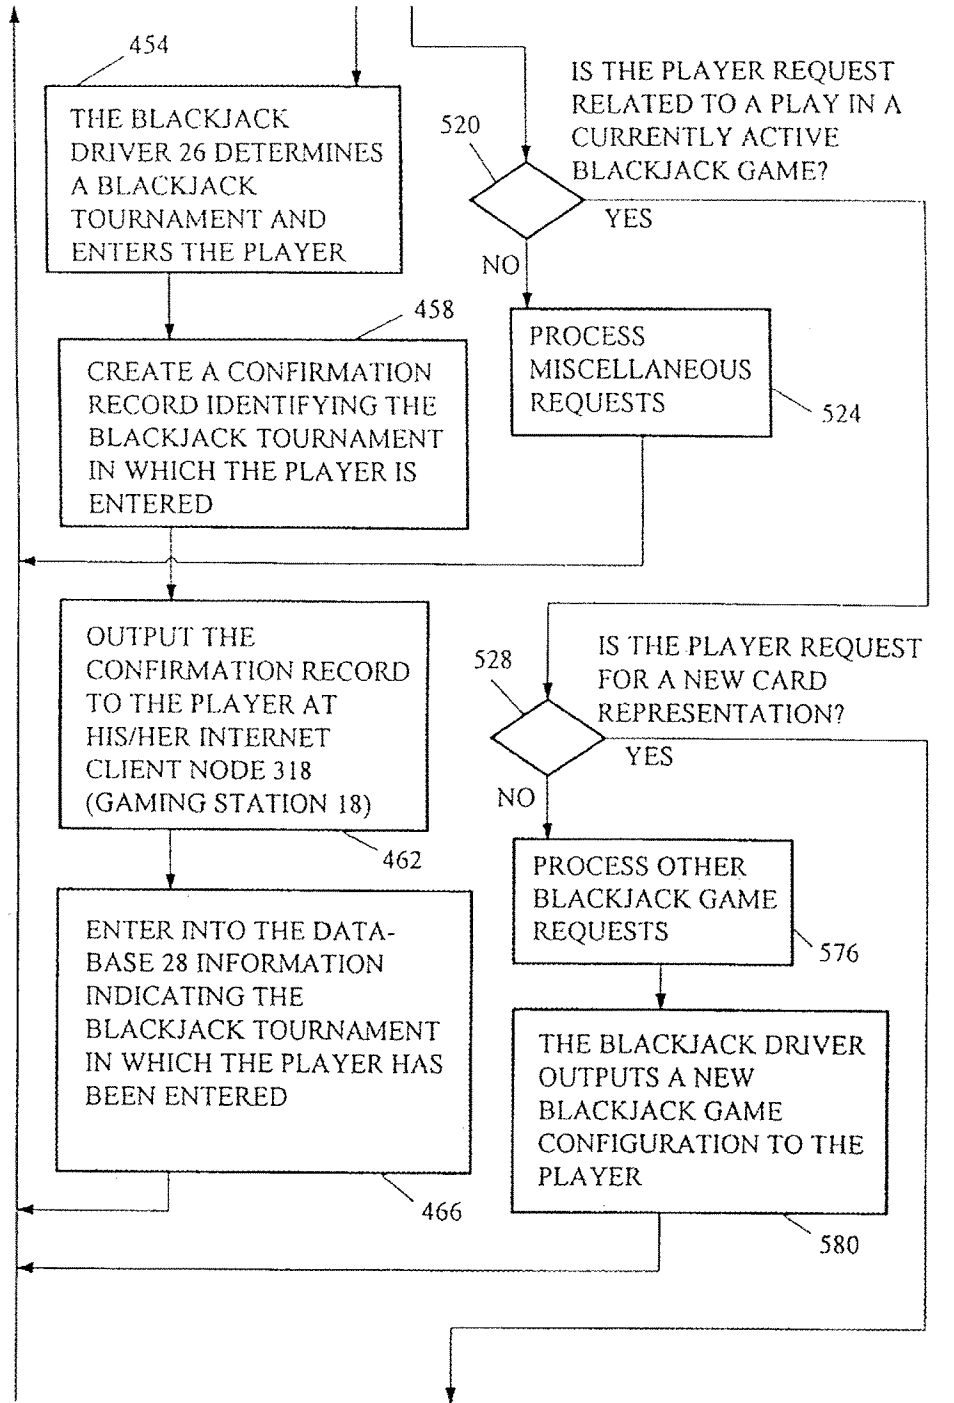 454
THE BLACKJACK
DRIVER 26 DETERMINES
A BLACKJACK
TOURNAMENT AND
ENTERS THE PLAYER
458
CREATE A CONFIRMATION
RECORD IDENTIFYING THE
BLACKJACK TOURNAMENT
IN WHICH THE PLAYER IS
ENTERED
OUTPUT THE
CONFIRMATION RECORD
TO THE PLAYER AT
HIS/HER INTERNET
CLIENT NODE 318
(GAMING STATION 18)
462
ENTER INTO THE DATA-
BASE 28 INFORMATION
INDICATING THE
BLACKJACK TOURNAMENT
IN WHICH THE PLAYER HAS
BEEN ENTERED
466
IS THE PLAYER REQUEST
RELATED TO A PLAY IN A
CURRENTLY ACTIVE
BLACKJACK GAME?
520
YES
NO
PROCESS
MISCELLANEOUS
REQUESTS
524
IS THE PLAYER REQUEST
FOR A NEW CARD
REPRESENTATION?
528
YES
NO
PROCESS OTHER
BLACKJACK GAME
REQUESTS
576
THE BLACKJACK DRIVER
OUTPUTS A NEW
BLACKJACK GAME
CONFIGURATION TO THE
PLAYER
580